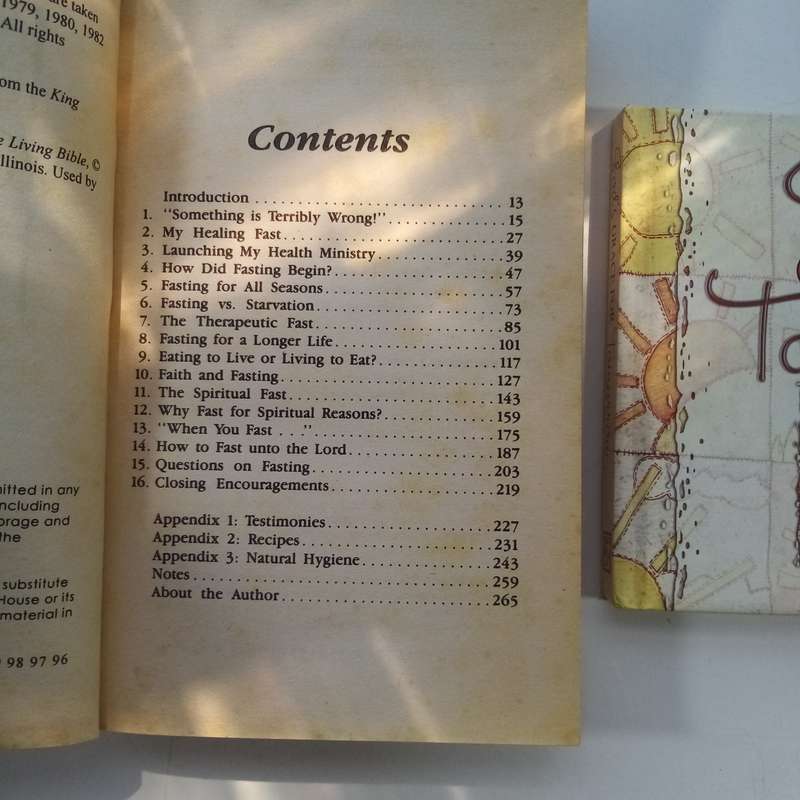 are taken
1979, 1980, 1982
All rights
om the King
e Living Bible, ©
llinois. Used by
mitted in any
including
orage and
the
substitute
House or its
material in
98 97 96
Contents
Introduction . . . . . . . . . . . . . . . . . . . . . . . . . . . . . . 13
1. "Something is Terribly Wrong!" . . . . . . . . . . . . . . 15
2. My Healing Fast . . . . . . . . . . . . . . . . . . . . . . . . . . . 27
3. Launching My Health Ministry . . . . . . . . . . . . . . . 39
4. How Did Fasting Begin? . . . . . . . . . . . . . . . . . . . . 47
5. Fasting for All Seasons . . . . . . . . . . . . . . . . . . . . . 57
6. Fasting vs. Starvation . . . . . . . . . . . . . . . . . . . . . . 73
7. The Therapeutic Fast . . . . . . . . . . . . . . . . . . . . . . . 85
8. Fasting for a Longer Life . . . . . . . . . . . . . . . . . . . . 101
9. Eating to Live or Living to Eat? . . . . . . . . . . . . . . 117
10. Faith and Fasting . . . . . . . . . . . . . . . . . . . . . . . . . . 127
11. The Spiritual Fast . . . . . . . . . . . . . . . . . . . . . . . . . 143
12. Why Fast for Spiritual Reasons? . . . . . . . . . . . . . 159
13. "When You Fast . . ." . . . . . . . . . . . . . . . . . . . . . . 175
14. How to Fast unto the Lord . . . . . . . . . . . . . . . . . . 187
15. Questions on Fasting . . . . . . . . . . . . . . . . . . . . . . 203
16. Closing Encouragements . . . . . . . . . . . . . . . . . . . . 219
Appendix 1: Testimonies . . . . . . . . . . . . . . . . . . . . 227
Appendix 2: Recipes . . . . . . . . . . . . . . . . . . . . . . . . 231
Appendix 3: Natural Hygiene . . . . . . . . . . . . . . . . 243
Notes . . . . . . . . . . . . . . . . . . . . . . . . . . . . . . . . . . . . . 259
About the Author . . . . . . . . . . . . . . . . . . . . . . . . . . 265
To